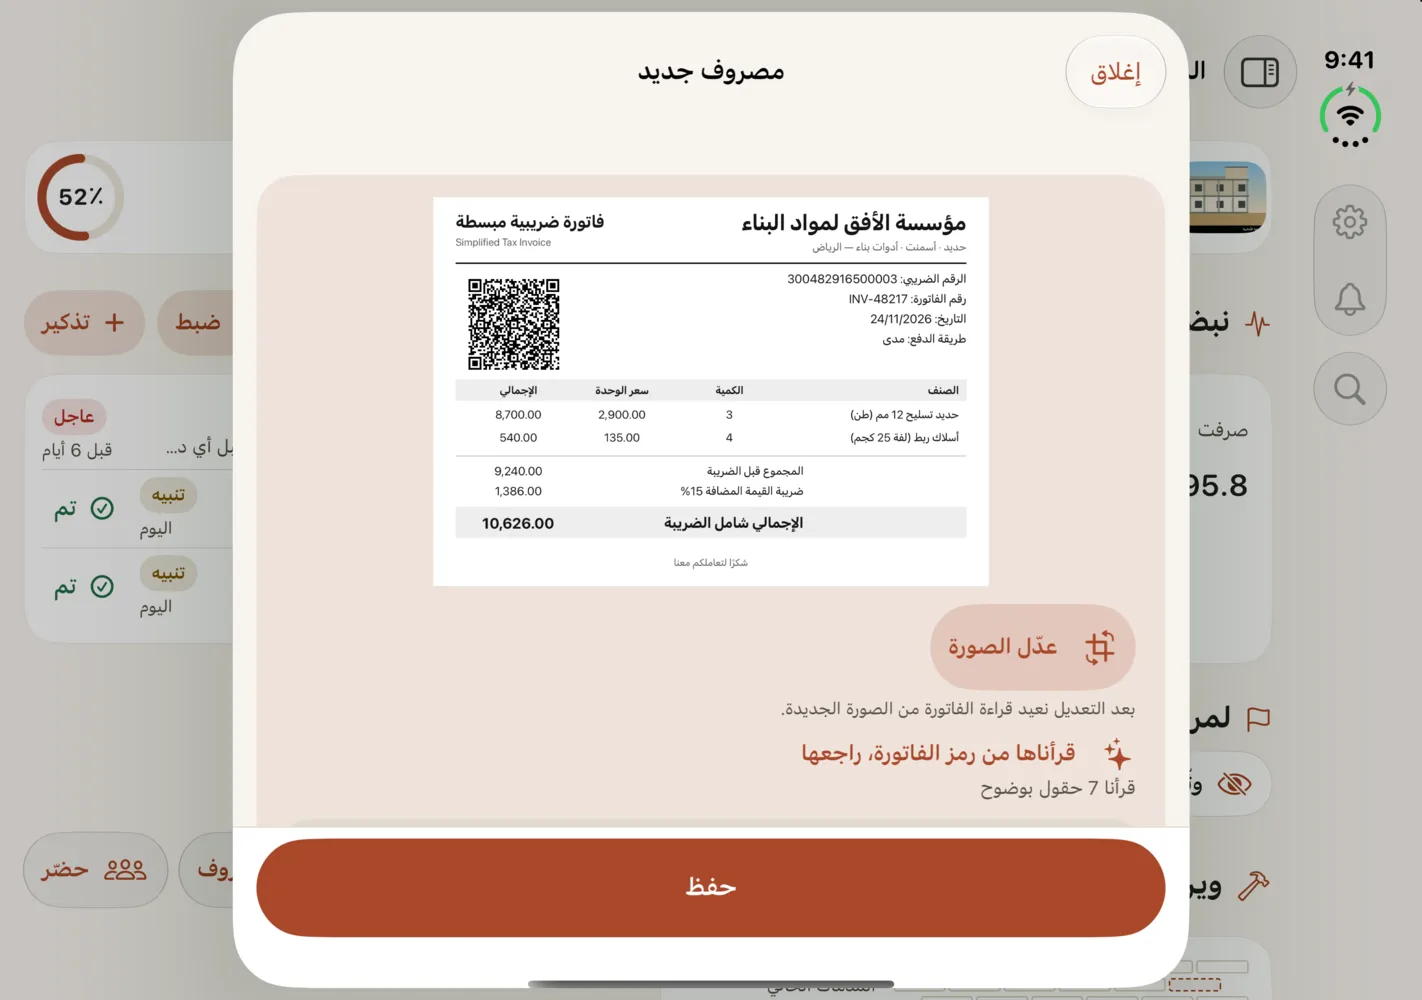 9:41
52٪
تذكير
ضبط
عاجل
قبل 6 أيام
تنبيه
تم
اليوم
تنبيه
تم
اليوم
حضّر
صرفت
95.8
مصروف جديد
إغلاق
مؤسسة الأفق لمواد البناء
حديد · أسمنت · أدوات بناء — الرياض
فاتورة ضريبية مبسطة
Simplified Tax Invoice
الرقم الضريبي: 300482916500003
رقم الفاتورة: INV-48217
التاريخ: 24/11/2026
طريقة الدفع: مدى
الصنف الكمية سعر الوحدة الإجمالي
حديد تسليح 12 مم (طن) 3 2,900.00 8,700.00
أسلاك ربط (لفة 25 كجم) 4 135.00 540.00
المجموع قبل الضريبة 9,240.00
ضريبة القيمة المضافة 15% 1,386.00
الإجمالي شامل الضريبة 10,626.00
شكرًا لتعاملكم معنا
عدّل الصورة
بعد التعديل نعيد قراءة الفاتورة من الصورة الجديدة.
قرأناها من رمز الفاتورة، راجعها
قرأنا 7 حقول بوضوح
حفظ